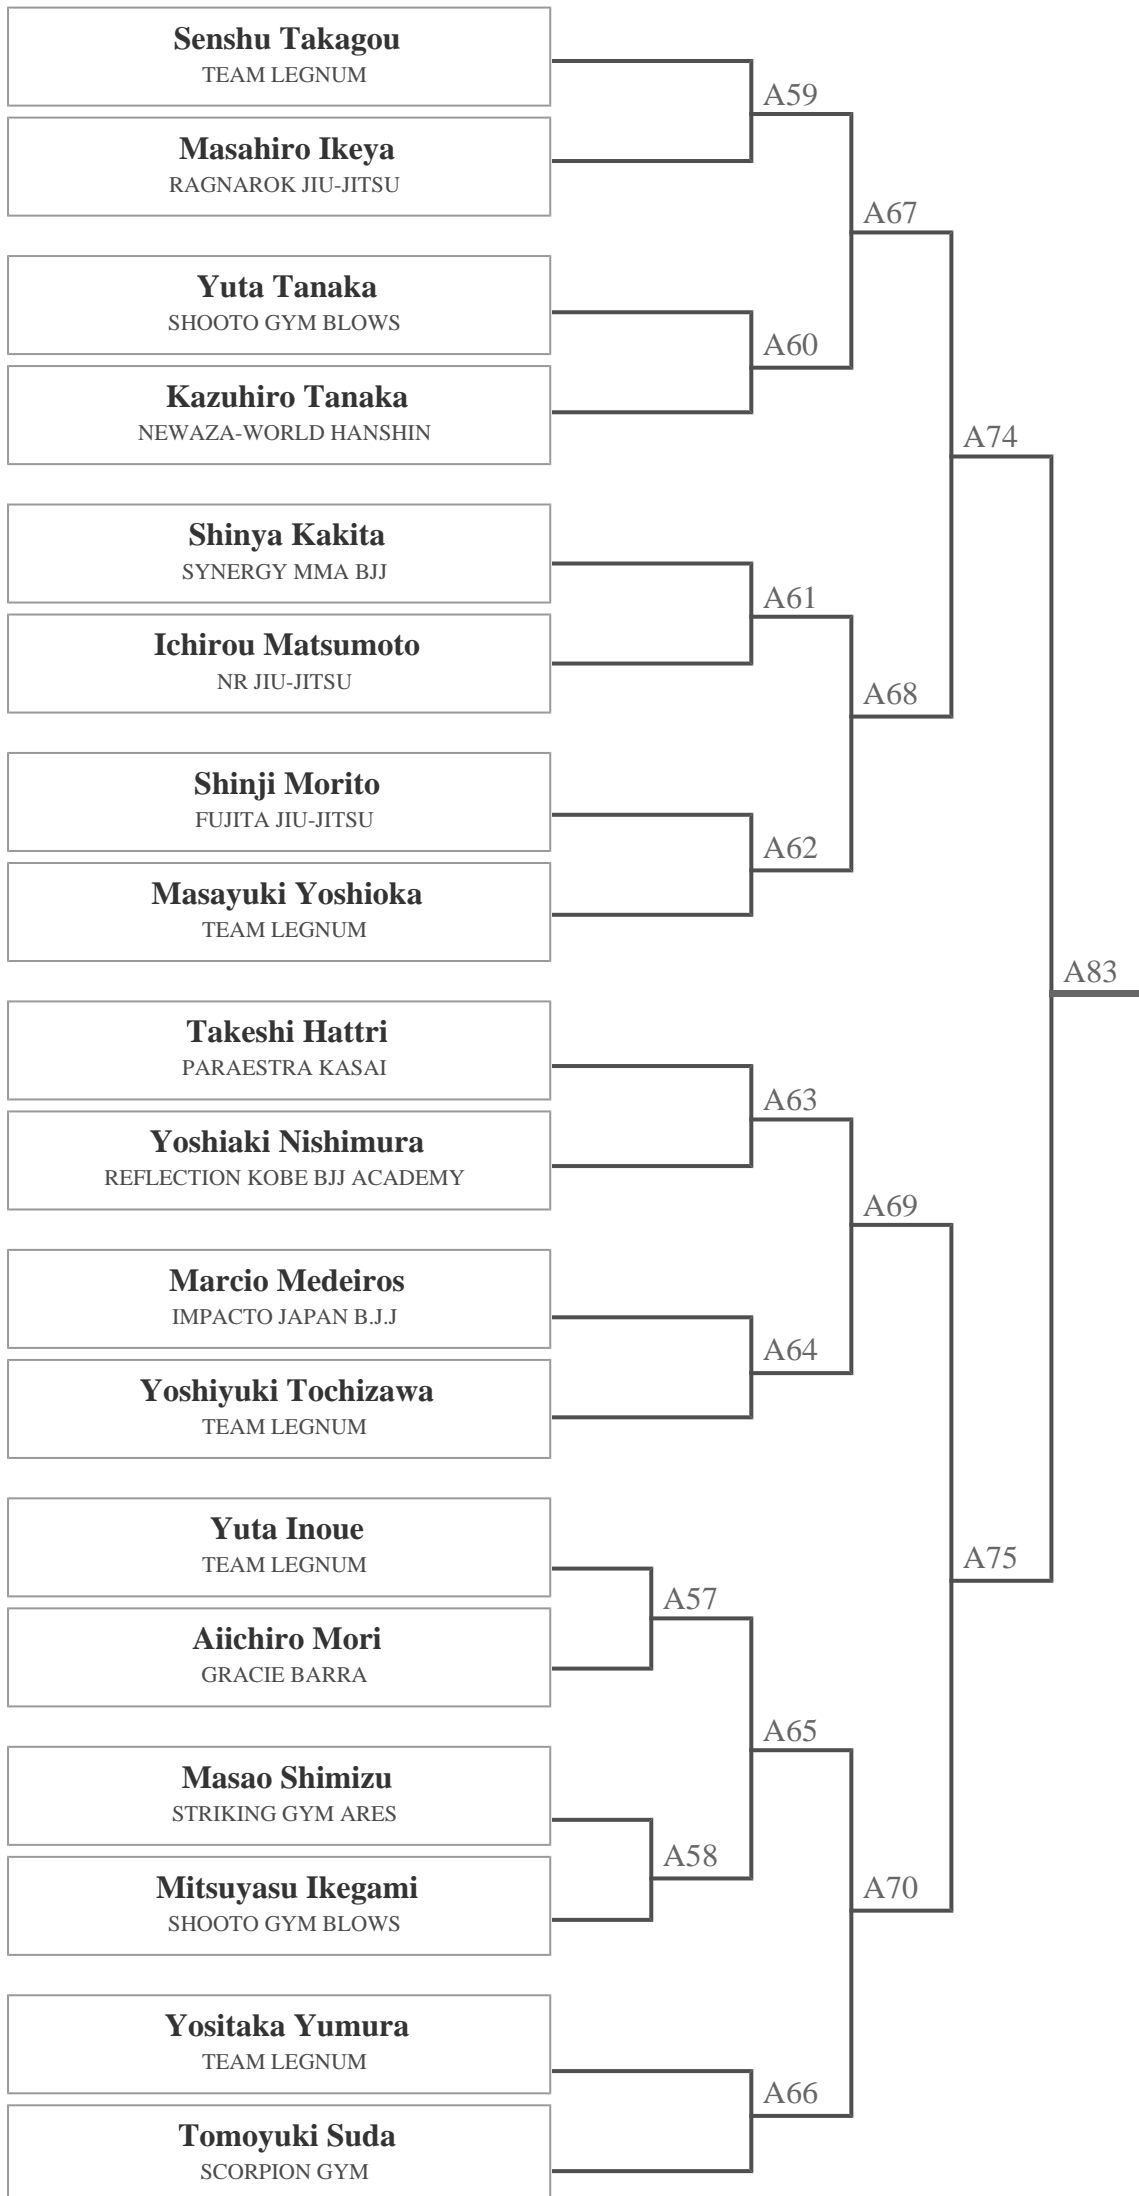 Senshu Takagou
TEAM LEGNUM
A59
Masahiro Ikeya
RAGNAROK JIU-JITSU
A67
Yuta Tanaka
SHOOTO GYM BLOWS
A60
Kazuhiro Tanaka
NEWAZA-WORLD HANSHIN
A74
Shinya Kakita
SYNERGY MMA BJJ
A61
Ichirou Matsumoto
NR JIU-JITSU
A68
Shinji Morito
FUJITA JIU-JITSU
A62
Masayuki Yoshioka
TEAM LEGNUM
A83
Takeshi Hattri
PARAESTRA KASAI
A63
Yoshiaki Nishimura
REFLECTION KOBE BJJ ACADEMY
A69
Marcio Medeiros
IMPACTO JAPAN B.J.J
A64
Yoshiyuki Tochizawa
TEAM LEGNUM
Yuta Inoue
TEAM LEGNUM
A75
A57
Aiichiro Mori
GRACIE BARRA
A65
Masao Shimizu
STRIKING GYM ARES
A58
Mitsuyasu Ikegami
SHOOTO GYM BLOWS
A70
Yositaka Yumura
TEAM LEGNUM
A66
Tomoyuki Suda
SCORPION GYM